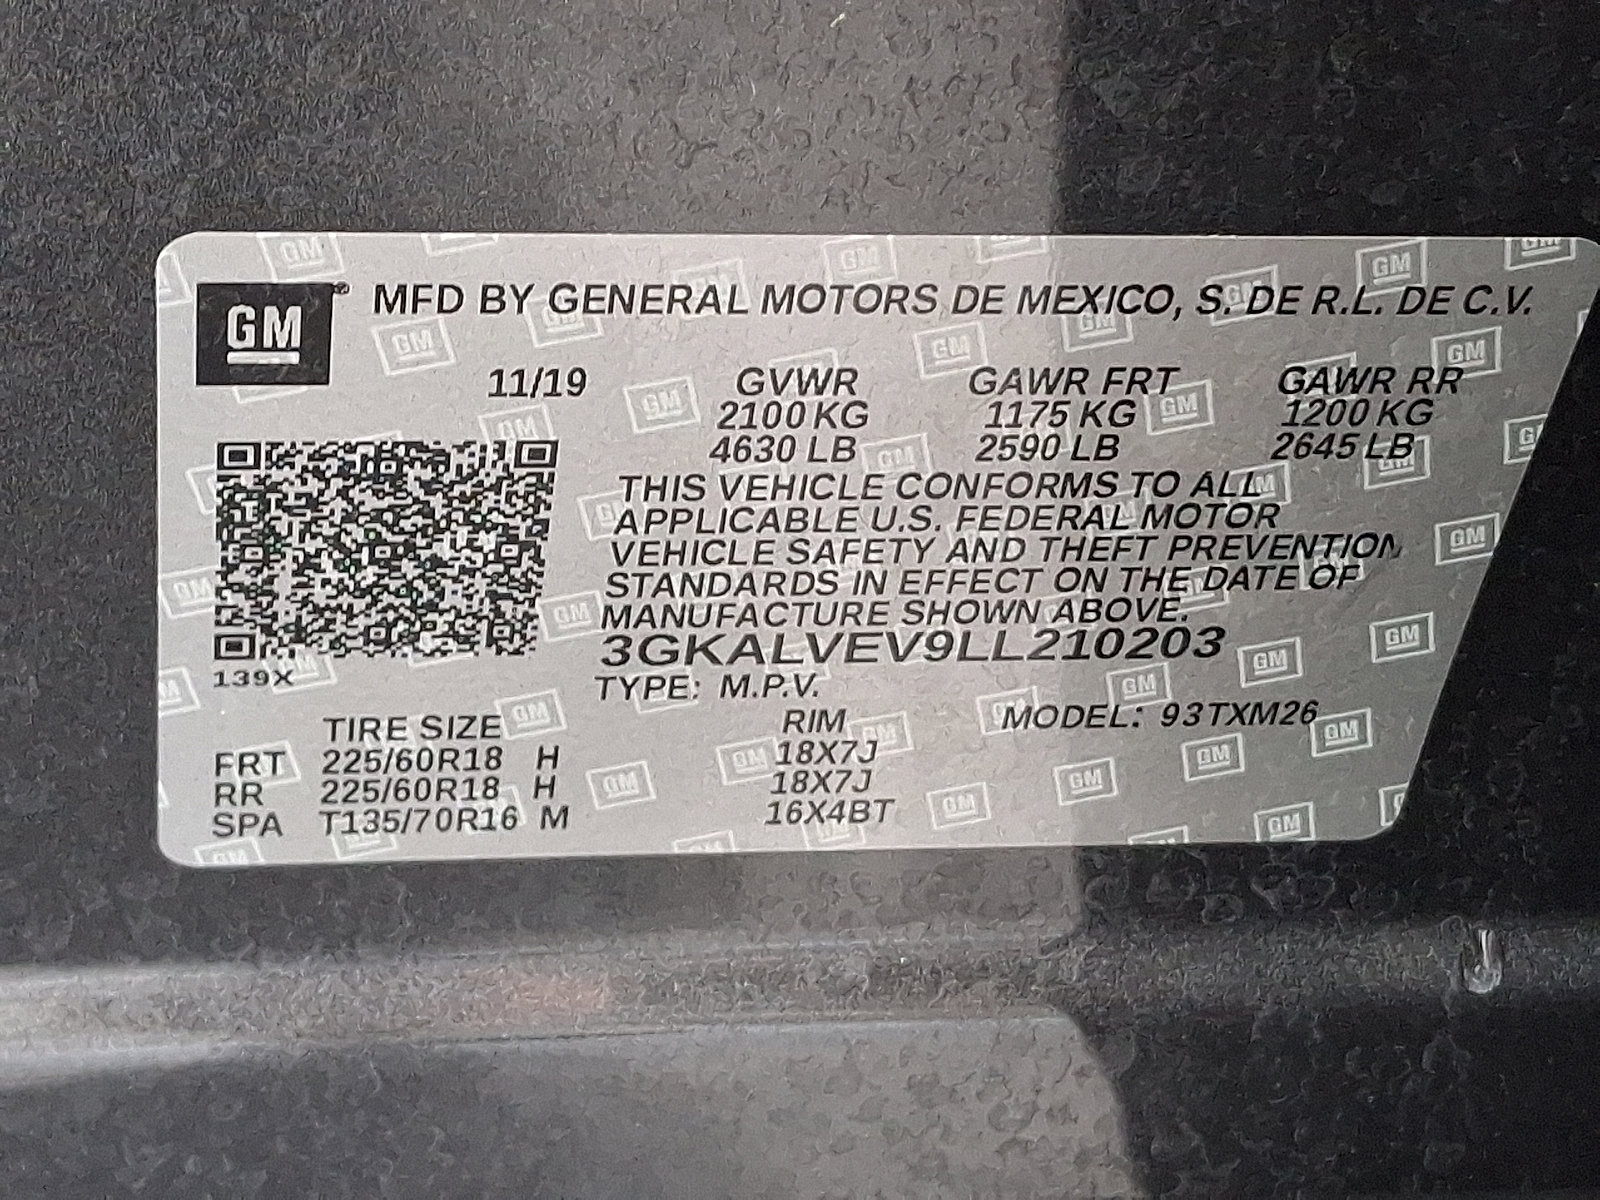 GM MFD BY GENERAL MOTORS DE MEXICO, S. DE R.L. DE C.V.
11/19 GVWR GAWR FRT GAWR RR
2100 KG 1175 KG 1200 KG
4630 LB 2590 LB 2645 LB
THIS VEHICLE CONFORMS TO ALL
APPLICABLE U.S. FEDERAL MOTOR
VEHICLE SAFETY AND THEFT PREVENTION
STANDARDS IN EFFECT ON THE DATE OF
MANUFACTURE SHOWN ABOVE.
3GKALVEV9LL210203
139X
TYPE: M.P.V.
TIRE SIZE RIM MODEL: 93TXM26
FRT 225/60R18 H 18X7J
RR 225/60R18 H 18X7J
SPA T135/70R16 M 16X4BT